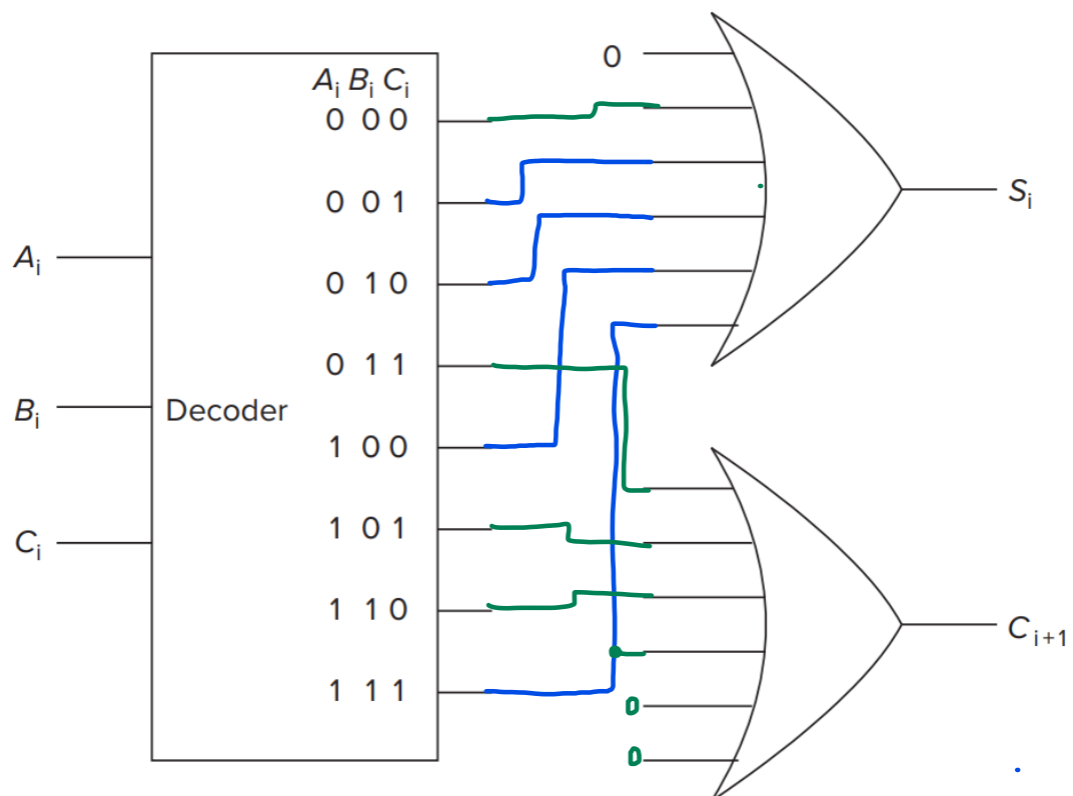 0
Aᵢ Bᵢ Cᵢ
0 0 0
0 0 1
Sᵢ
Aᵢ
0 1 0
0 1 1
Bᵢ
Decoder
1 0 0
1 0 1
Cᵢ
1 1 0
Cᵢ₊₁
1 1 1
0
0